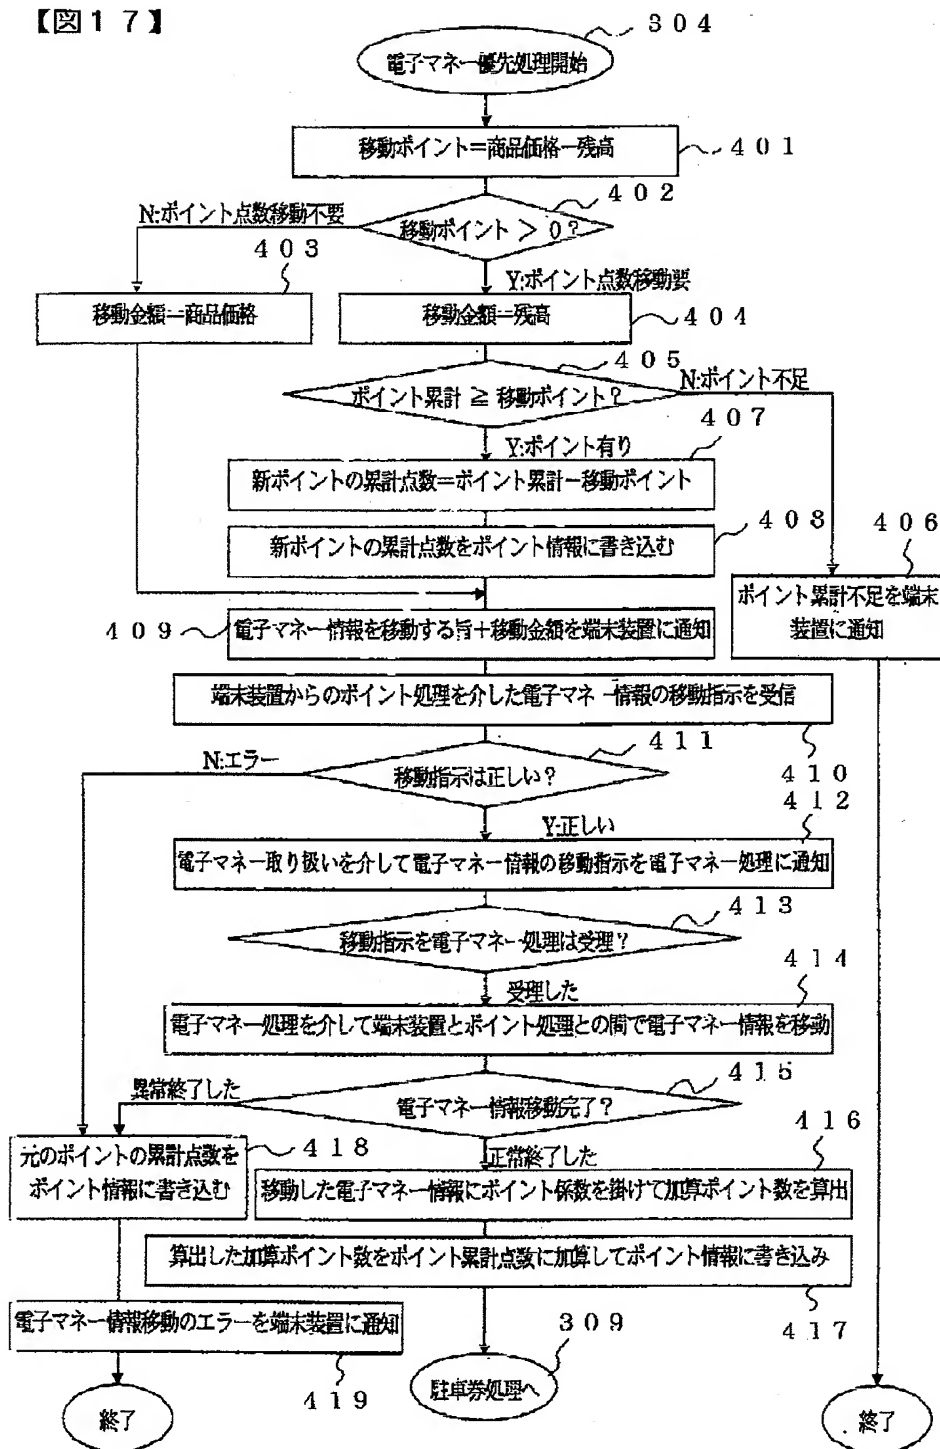 【図17】
304
電子マネー優先処理開始
移動ポイント＝商品価格－残高
401
402
N:ポイント点数移動不要
移動ポイント ＞ 0？
403
Y:ポイント点数移動要
移動金額＝商品価格
移動金額＝残高
404
405
N:ポイント不足
ポイント累計 ≧ 移動ポイント？
407
Y:ポイント有り
新ポイントの累計点数＝ポイント累計－移動ポイント
408
406
新ポイントの累計点数をポイント情報に書き込む
ポイント累計不足を端末
装置に通知
409
電子マネー情報を移動する旨＋移動金額を端末装置に通知
端末装置からのポイント処理を介した電子マネー情報の移動指示を受信
410
411
N:エラー
移動指示は正しい？
412
Y:正しい
電子マネー取り扱いを介して電子マネー情報の移動指示を電子マネー処理に通知
413
移動指示を電子マネー処理は受理？
414
受理した
電子マネー処理を介して端末装置とポイント処理との間で電子マネー情報を移動
415
異常終了した
電子マネー情報移動完了？
416
正常終了した
418
元のポイントの累計点数を
ポイント情報に書き込む
移動した電子マネー情報にポイント係数を掛けて加算ポイント数を算出
算出した加算ポイント数をポイント累計点数に加算してポイント情報に書き込み
417
電子マネー情報移動のエラーを端末装置に通知
419
309
終了
駐車券処理へ
終了